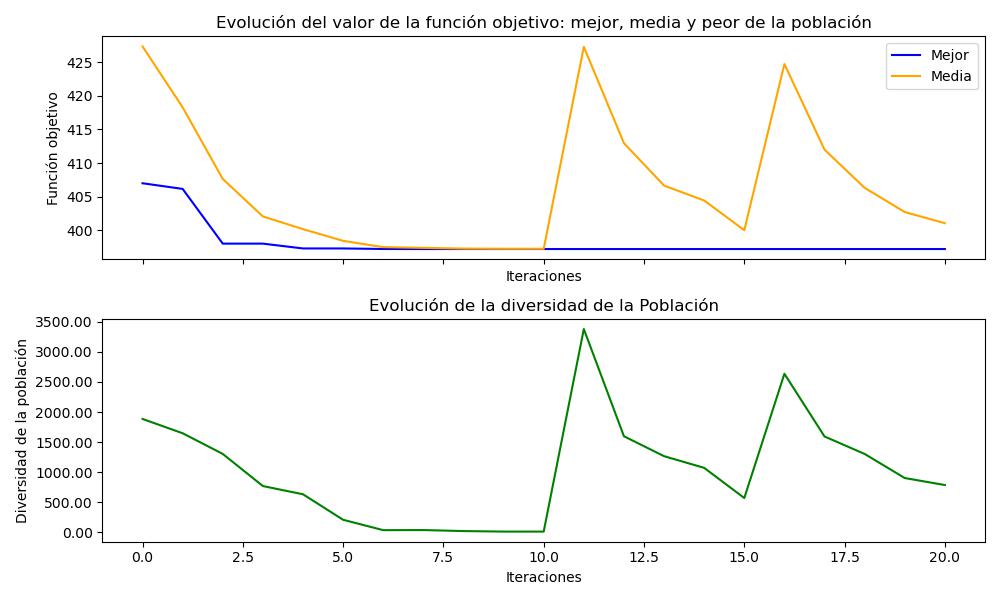 Evolución del valor de la función objetivo: mejor, media y peor de la población
Mejor
Media
Función objetivo
425
420
415
410
405
400
Iteraciones
Evolución de la diversidad de la Población
Diversidad de la población
3500.00
3000.00
2500.00
2000.00
1500.00
1000.00
500.00
0.00
0.0 2.5 5.0 7.5 10.0 12.5 15.0 17.5 20.0
Iteraciones